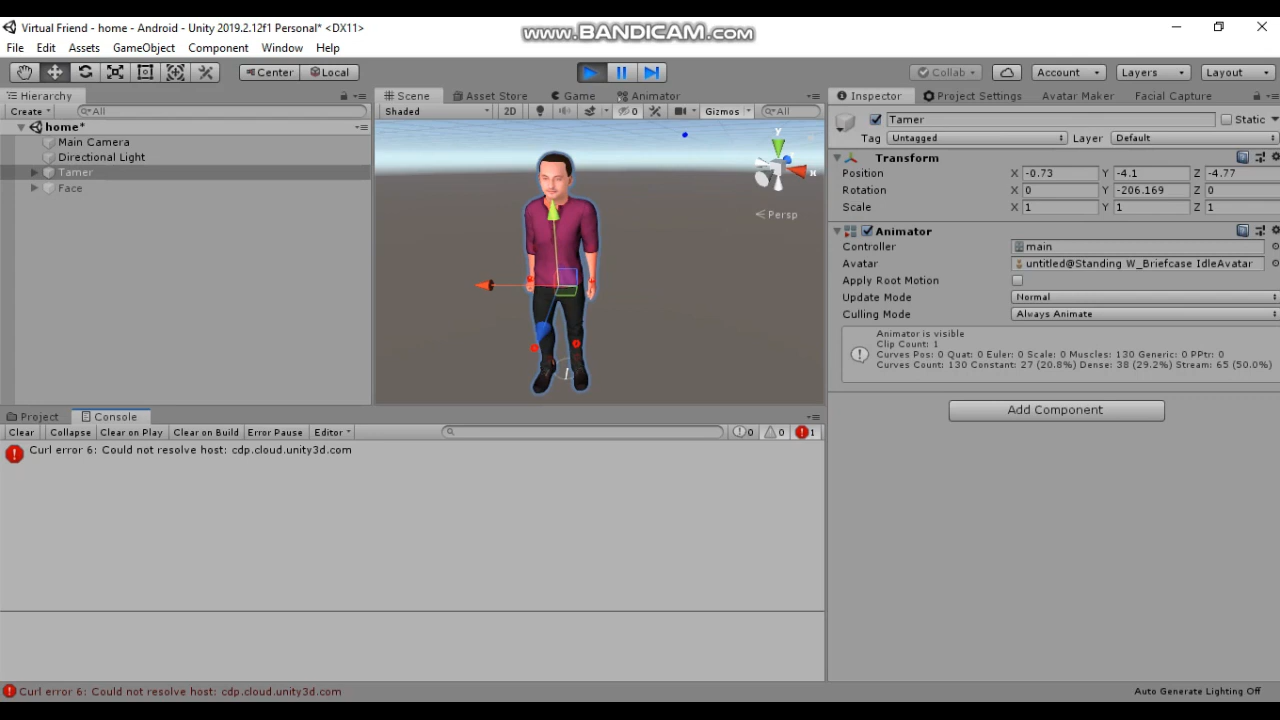 www.BANDICAM.com
Virtual Friend - home - Android - Unity 2019.2.12f1 Personal* <DX11>
File Edit Assets GameObject Component Window Help
Center Local Collab Account Layers Layout
Hierarchy
Create All
home*
Main Camera
Directional Light
Tamer
Face
Scene Asset Store Game Animator
Shaded 2D 0 Gizmos All
y
x
Persp
Inspector Project Settings Avatar Maker Facial Capture
Tamer Static
Tag Untagged Layer Default
Transform
Position X -0.73 Y -4.1 Z -4.77
Rotation X 0 Y -206.169 Z 0
Scale X 1 Y 1 Z 1
Animator
Controller main
Avatar untitled@Standing W_Briefcase IdleAvatar
Apply Root Motion
Update Mode Normal
Culling Mode Always Animate
Animator is visible
Clip Count: 1
Curves Pos: 0 Quat: 0 Euler: 0 Scale: 0 Muscles: 130 Generic: 0 PPtr: 0
Curves Count: 130 Constant: 27 (20.8%) Dense: 38 (29.2%) Stream: 65 (50.0%)
Add Component
Project Console
Clear Collapse Clear on Play Clear on Build Error Pause Editor 0 0 1
Curl error 6: Could not resolve host: cdp.cloud.unity3d.com
Curl error 6: Could not resolve host: cdp.cloud.unity3d.com
Auto Generate Lighting Off